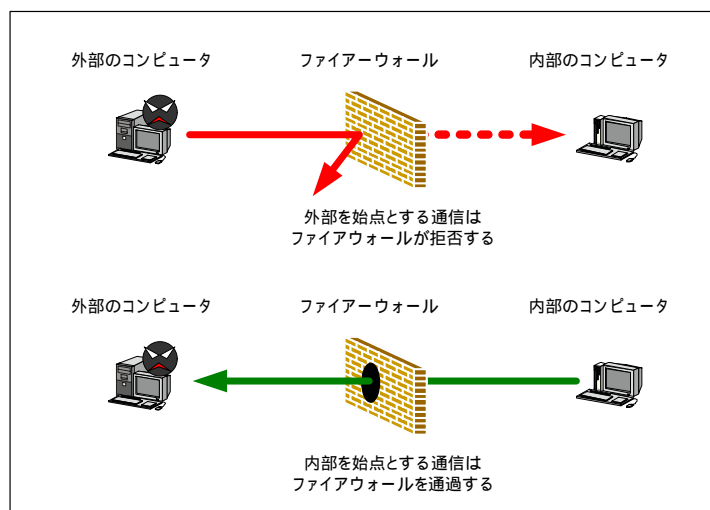 外部のコンピュータ
ファイアーウォール
内部のコンピュータ
外部を始点とする通信は
ファイアウォールが拒否する
外部のコンピュータ
ファイアーウォール
内部のコンピュータ
内部を始点とする通信は
ファイアウォールを通過する